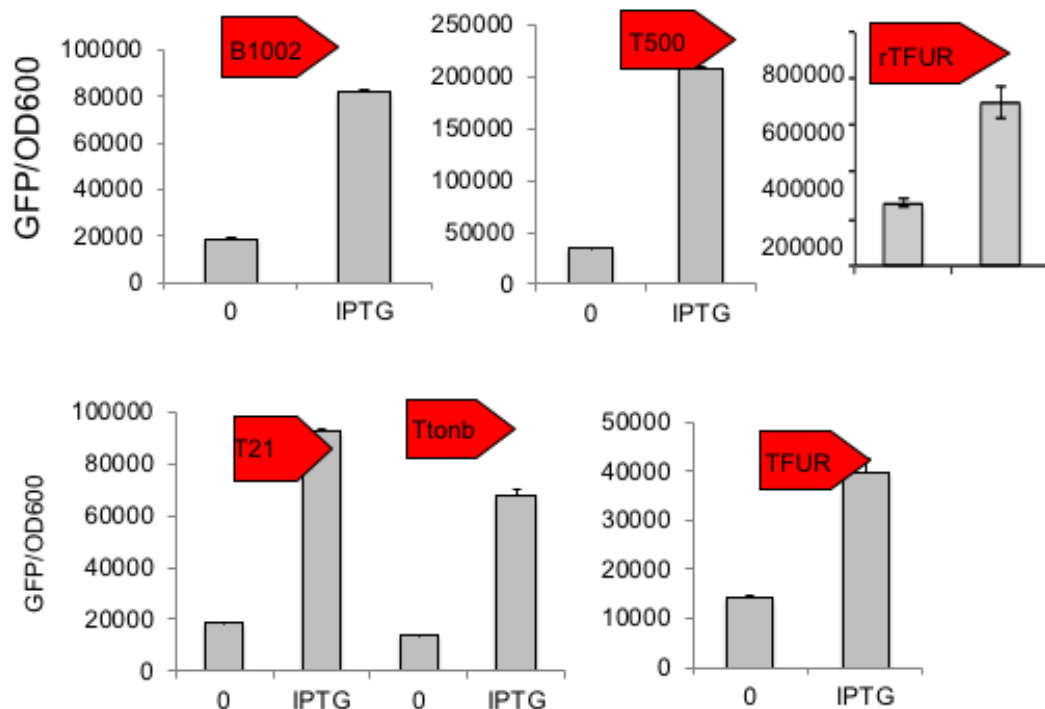 GFP/OD600
100000
80000
60000
40000
20000
0
B1002
0 IPTG
250000
200000
150000
100000
50000
0
T500
0 IPTG
800000
600000
400000
200000
rTFUR
GFP/OD600
100000
80000
60000
40000
20000
0
T21
Ttonb
0 IPTG 0 IPTG
50000
40000
30000
20000
10000
0
TFUR
0 IPTG